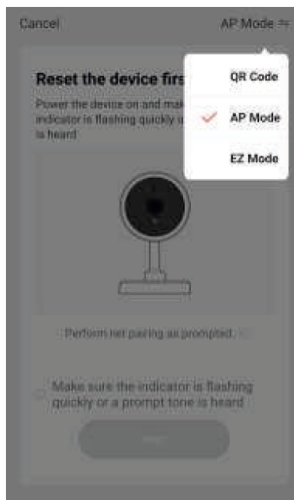 Cancel
AP Mode
Reset the device firs
QR Code
Power the device on and mak
indicator is flashing quickly
is heard
AP Mode
EZ Mode
Perform net pairing as prompted.
Make sure the indicator is flashing
quickly or a prompt tone is heard